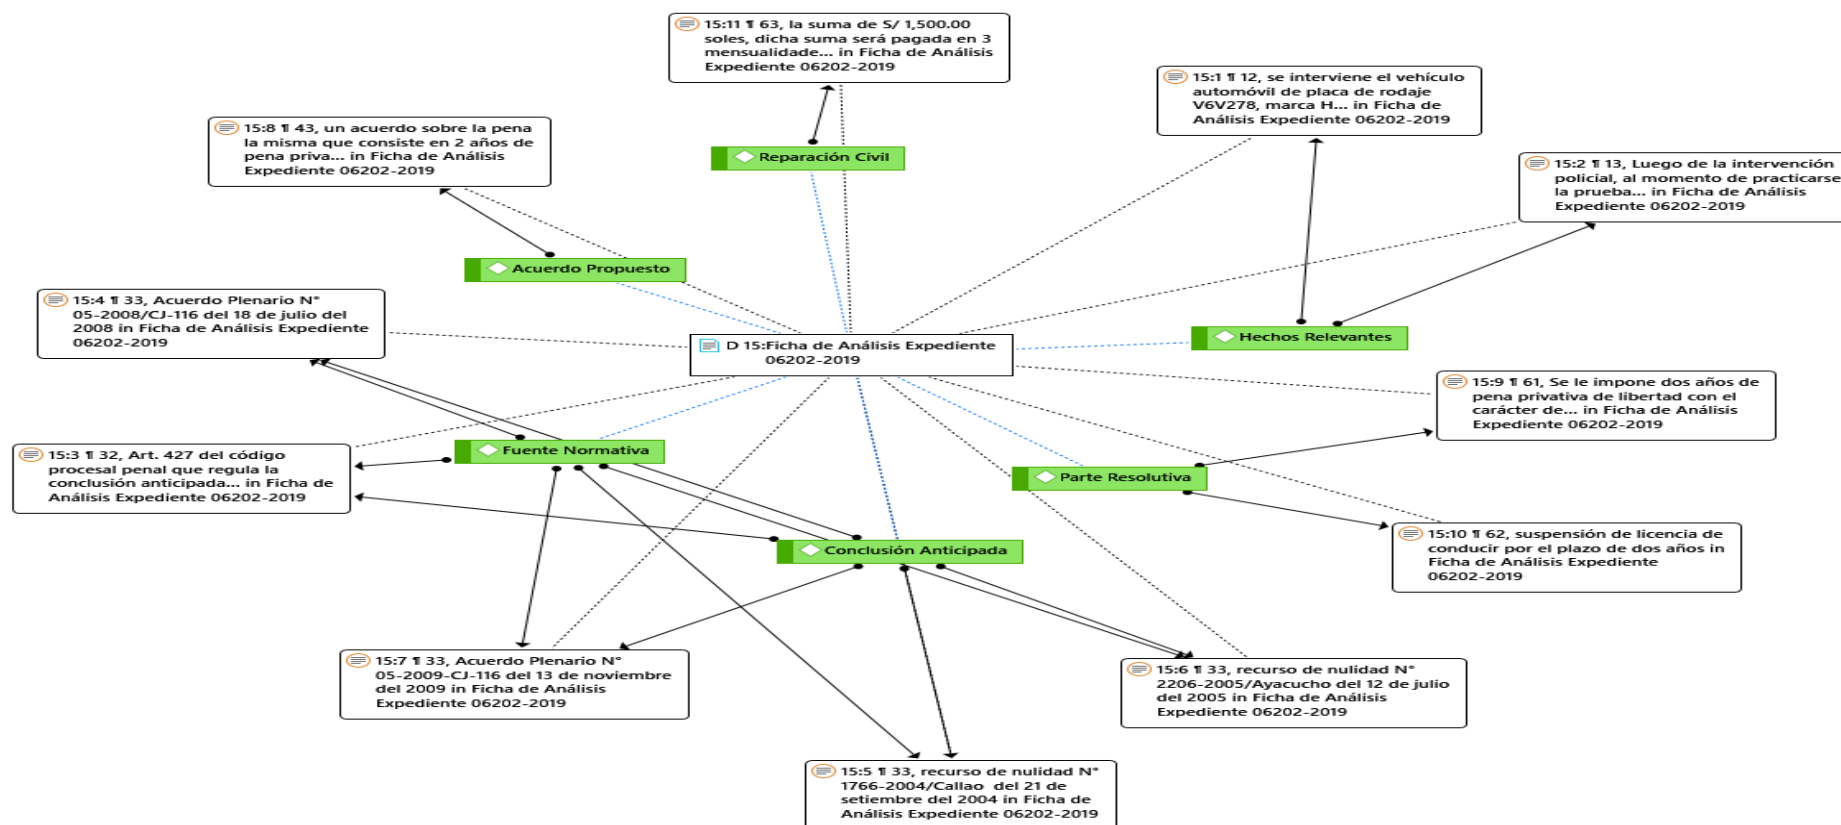 15:11 ¶ 63, la suma de S/ 1,500.00
soles, dicha suma será pagada en 3
mensualidade... in Ficha de Análisis
Expediente 06202-2019
15:1 ¶ 12, se interviene el vehículo
automóvil de placa de rodaje
V6V278, marca H... in Ficha de
Análisis Expediente 06202-2019
15:8 ¶ 43, un acuerdo sobre la pena
la misma que consiste en 2 años de
pena priva... in Ficha de Análisis
Expediente 06202-2019
Reparación Civil
15:2 ¶ 13, Luego de la intervención
policial, al momento de practicarse
la prueba... in Ficha de Análisis
Expediente 06202-2019
Acuerdo Propuesto
15:4 ¶ 33, Acuerdo Plenario N°
05-2008/CJ-116 del 18 de julio del
2008 in Ficha de Análisis Expediente
06202-2019
Hechos Relevantes
D 15:Ficha de Análisis Expediente
06202-2019
15:9 ¶ 61, Se le impone dos años de
pena privativa de libertad con el
carácter de... in Ficha de Análisis
Expediente 06202-2019
Fuente Normativa
15:3 ¶ 32, Art. 427 del código
procesal penal que regula la
conclusión anticipada... in Ficha de
Análisis Expediente 06202-2019
Parte Resolutiva
15:10 ¶ 62, suspensión de licencia de
conducir por el plazo de dos años in
Ficha de Análisis Expediente
06202-2019
Conclusión Anticipada
15:7 ¶ 33, Acuerdo Plenario N°
05-2009-CJ-116 del 13 de noviembre
del 2009 in Ficha de Análisis
Expediente 06202-2019
15:6 ¶ 33, recurso de nulidad N°
2206-2005/Ayacucho del 12 de julio
del 2005 in Ficha de Análisis
Expediente 06202-2019
15:5 ¶ 33, recurso de nulidad N°
1766-2004/Callao del 21 de
setiembre del 2004 in Ficha de
Análisis Expediente 06202-2019